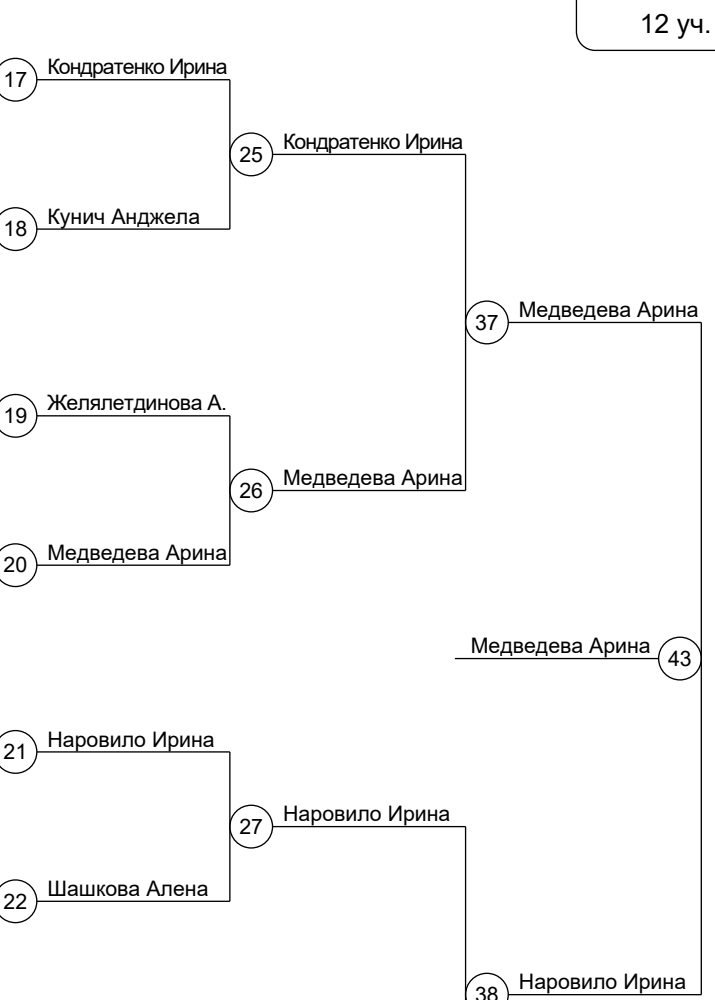 12 уч.
17 Кондратенко Ирина
25 Кондратенко Ирина
18 Кунич Анджела
37 Медведева Арина
19 Желялетдинова А.
26 Медведева Арина
20 Медведева Арина
Медведева Арина 43
21 Наровило Ирина
27 Наровило Ирина
22 Шашкова Алена
38 Наровило Ирина